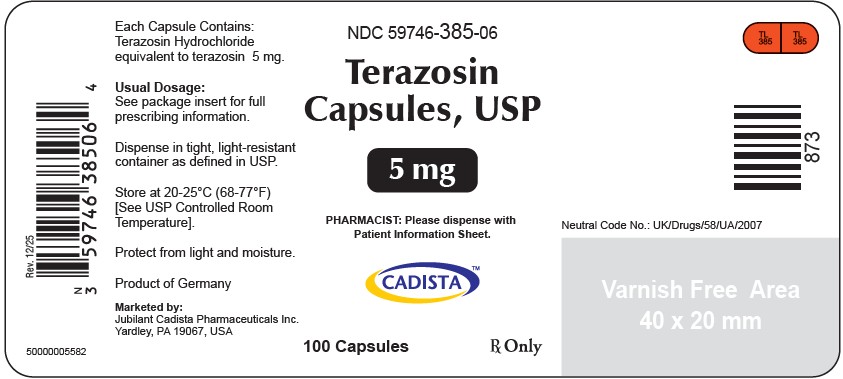 Each Capsule Contains:
Terazosin Hydrochloride
equivalent to terazosin  5 mg.
Usual Dosage:
See package insert for full
prescribing information.
Dispense in tight, light-resistant
container as defined in USP.
Store at 20-25°C (68-77°F)
[See USP Controlled Room
Temperature].
Protect from light and moisture.
Product of Germany
Marketed by:
Jubilant Cadista Pharmaceuticals Inc.
Yardley, PA 19067, USA
50000005582
Rev. 12/25
N
3 59746 38506 4
NDC 59746-385-06
Terazosin
Capsules, USP
5 mg
PHARMACIST: Please dispense with
Patient Information Sheet.
CADISTA™
100 Capsules
℞ Only
TL
385
TL
385
873
Neutral Code No.: UK/Drugs/58/UA/2007
Varnish Free  Area
40 x 20 mm